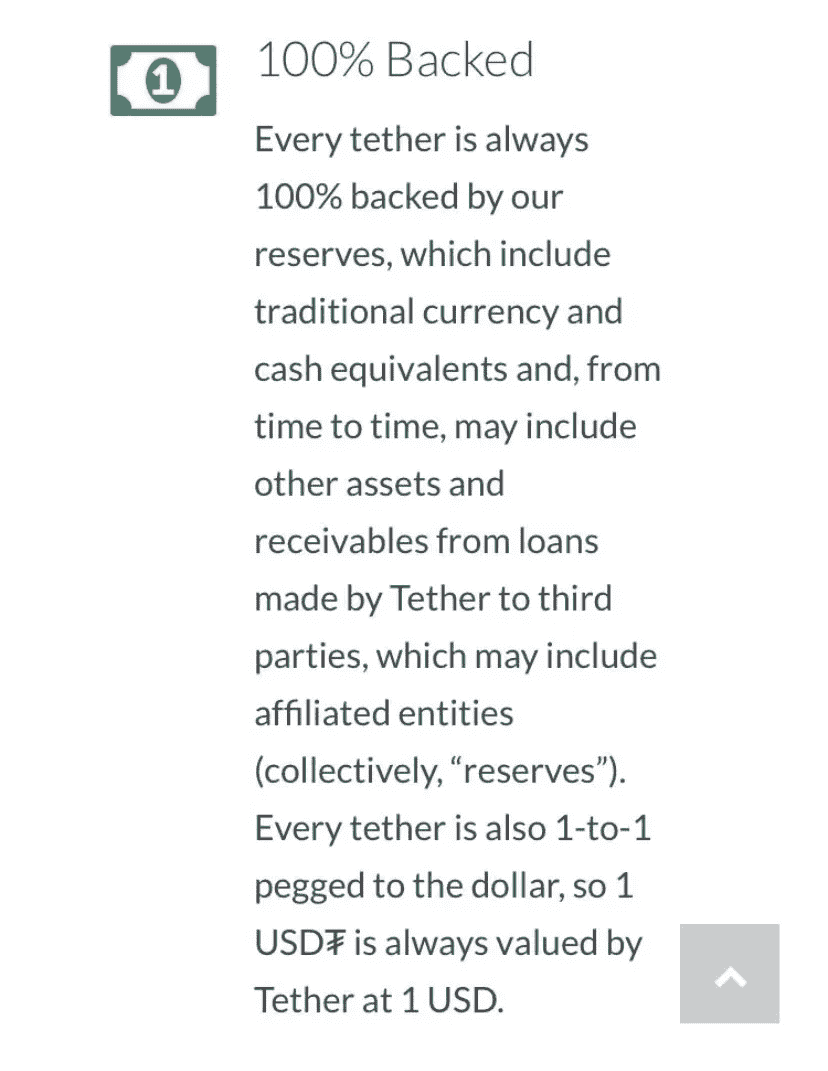 1
100% Backed
Every tether is always
100% backed by our
reserves, which include
traditional currency and
cash equivalents and, from
time to time, may include
other assets and
receivables from loans
made by Tether to third
parties, which may include
affiliated entities
(collectively, “reserves”).
Every tether is also 1-to-1
pegged to the dollar, so 1
USD₮ is always valued by
Tether at 1 USD.